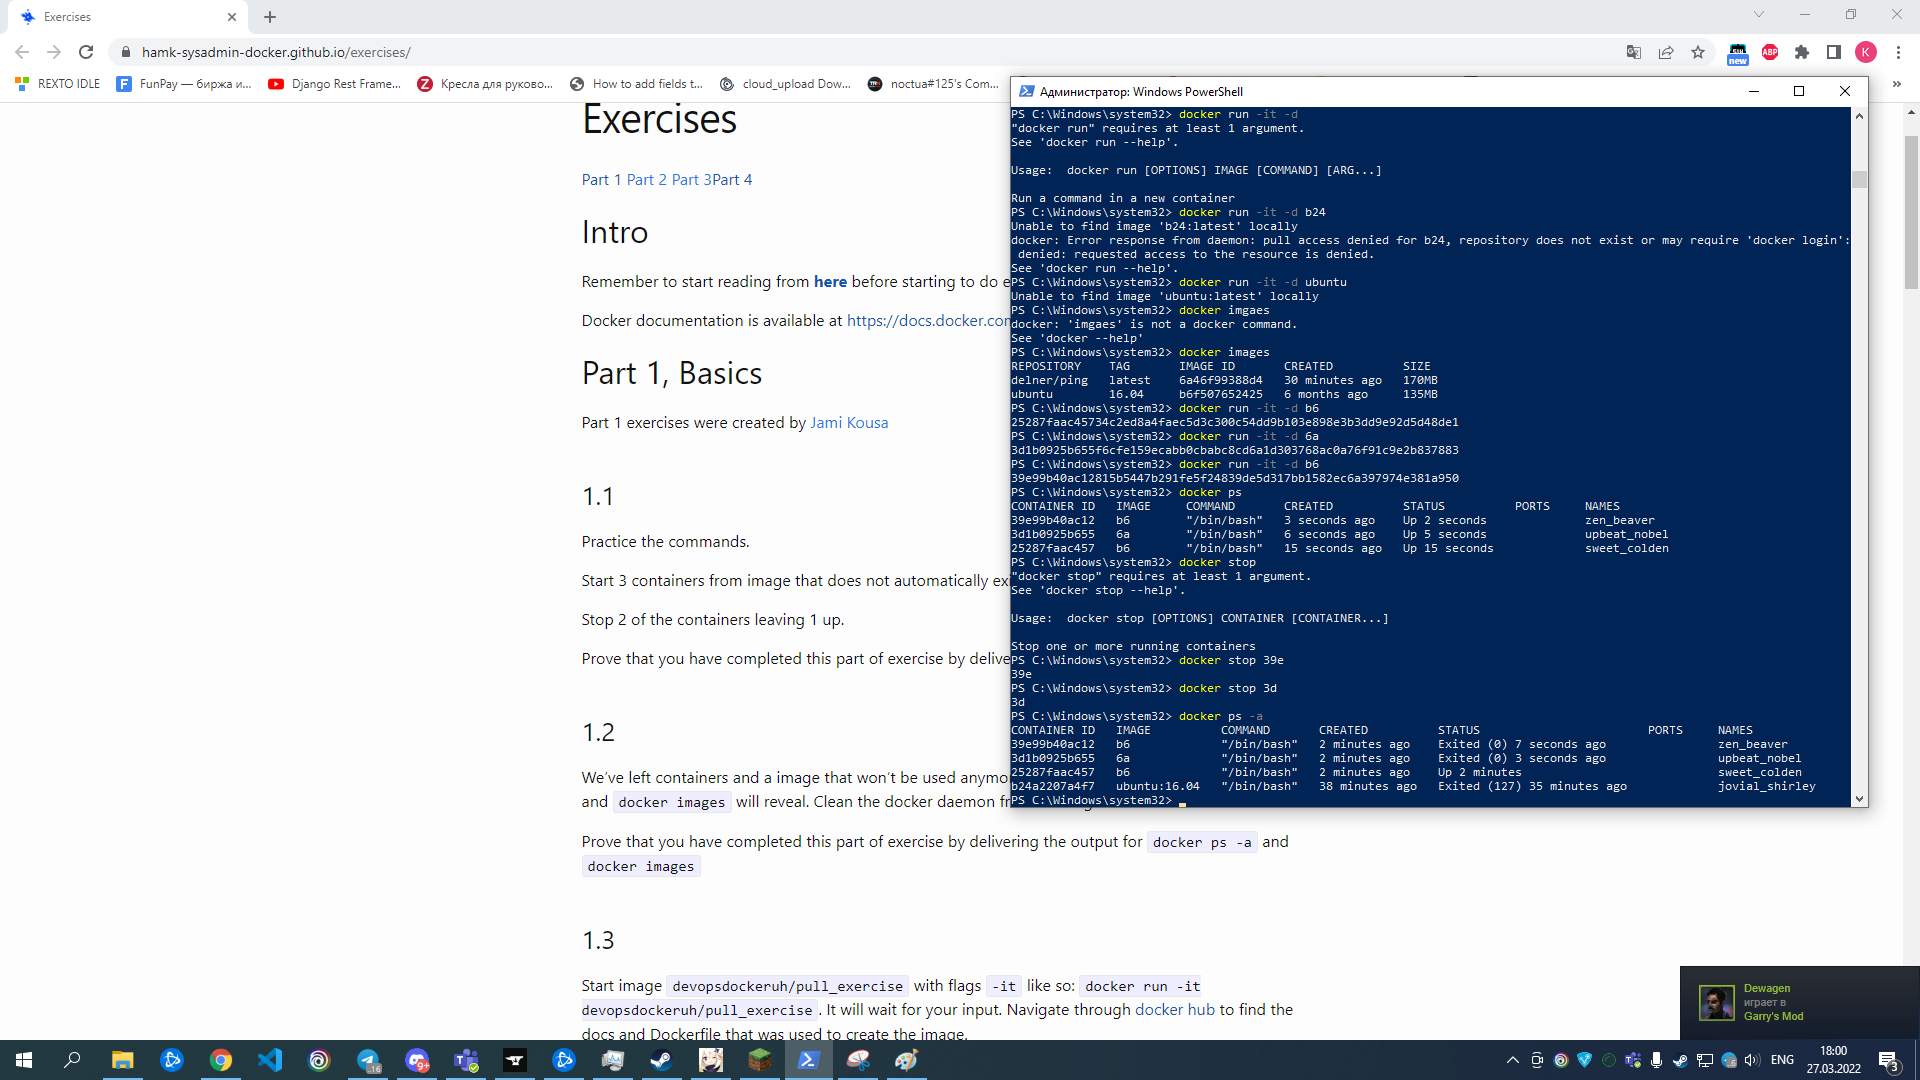 Exercises
hamk-sysadmin-docker.github.io/exercises/
new
ABP
K
REXTO IDLE
FunPay — биржа и...
Django Rest Frame...
Кресла для руково...
How to add fields t...
cloud_upload Dow...
noctua#125's Com...
»
Exercises
Part 1 Part 2 Part 3Part 4
Intro
Remember to start reading from here before starting to do e
Docker documentation is available at https://docs.docker.con
Part 1, Basics
Part 1 exercises were created by Jami Kousa
1.1
Practice the commands.
Start 3 containers from image that does not automatically exi
Stop 2 of the containers leaving 1 up.
Prove that you have completed this part of exercise by delive
1.2
We've left containers and a image that won't be used anymo
and docker images will reveal. Clean the docker daemon fr
Prove that you have completed this part of exercise by delivering the output for docker ps -a and
docker images
1.3
Start image devopsdockeruh/pull_exercise with flags -it like so: docker run -it
devopsdockeruh/pull_exercise . It will wait for your input. Navigate through docker hub to find the
docs and Dockerfile that was used to create the image.
Администратор: Windows PowerShell
PS C:\Windows\system32> docker run -it -d
"docker run" requires at least 1 argument.
See 'docker run --help'.
Usage:  docker run [OPTIONS] IMAGE [COMMAND] [ARG...]
Run a command in a new container
PS C:\Windows\system32> docker run -it -d b24
Unable to find image 'b24:latest' locally
docker: Error response from daemon: pull access denied for b24, repository does not exist or may require 'docker login':
 denied: requested access to the resource is denied.
See 'docker run --help'.
PS C:\Windows\system32> docker run -it -d ubuntu
Unable to find image 'ubuntu:latest' locally
PS C:\Windows\system32> docker imgaes
docker: 'imgaes' is not a docker command.
See 'docker --help'
PS C:\Windows\system32> docker images
REPOSITORY    TAG       IMAGE ID       CREATED          SIZE
delner/ping   latest    6a46f99388d4   30 minutes ago   170MB
ubuntu        16.04     b6f507652425   6 months ago     135MB
PS C:\Windows\system32> docker run -it -d b6
25287faac45734c2ed8a4faec5d3c300c54dd9b103e898e3b3dd9e92d5d48de1
PS C:\Windows\system32> docker run -it -d 6a
3d1b0925b655f6cfe159ecabb0cbabc8cd6a1d303768ac0a76f91c9e2b837883
PS C:\Windows\system32> docker run -it -d b6
39e99b40ac12815b5447b291fe5f24839de5d317bb1582ec6a397974e381a950
PS C:\Windows\system32> docker ps
CONTAINER ID   IMAGE     COMMAND       CREATED          STATUS          PORTS     NAMES
39e99b40ac12   b6        "/bin/bash"   3 seconds ago    Up 2 seconds              zen_beaver
3d1b0925b655   6a        "/bin/bash"   6 seconds ago    Up 5 seconds              upbeat_nobel
25287faac457   b6        "/bin/bash"   15 seconds ago   Up 15 seconds             sweet_colden
PS C:\Windows\system32> docker stop
"docker stop" requires at least 1 argument.
See 'docker stop --help'.
Usage:  docker stop [OPTIONS] CONTAINER [CONTAINER...]
Stop one or more running containers
PS C:\Windows\system32> docker stop 39e
39e
PS C:\Windows\system32> docker stop 3d
3d
PS C:\Windows\system32> docker ps -a
CONTAINER ID   IMAGE          COMMAND       CREATED          STATUS                        PORTS     NAMES
39e99b40ac12   b6             "/bin/bash"   2 minutes ago    Exited (0) 7 seconds ago                zen_beaver
3d1b0925b655   6a             "/bin/bash"   2 minutes ago    Exited (0) 3 seconds ago                upbeat_nobel
25287faac457   b6             "/bin/bash"   2 minutes ago    Up 2 minutes                            sweet_colden
b24a2207a4f7   ubuntu:16.04   "/bin/bash"   38 minutes ago   Exited (127) 35 minutes ago             jovial_shirley
PS C:\Windows\system32>
Dewagen
играет в
Garry's Mod
16
9+
ENG
18:00
27.03.2022
3